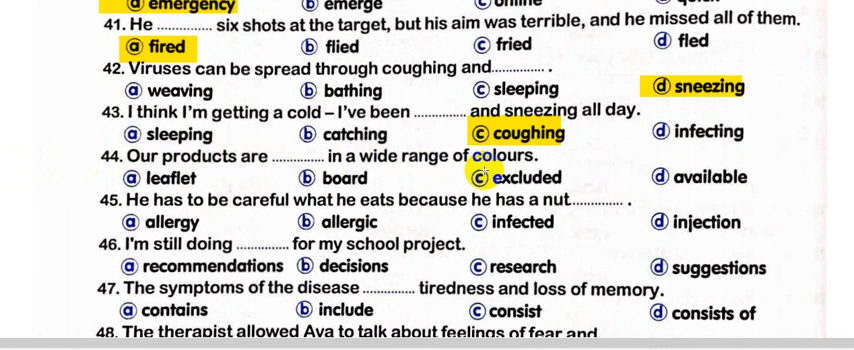 ⓐ emergency ⓑ emerge ⓒ online
41. He .............. six shots at the target, but his aim was terrible, and he missed all of them.
ⓐ fired ⓑ flied ⓒ fried ⓓ fled
42. Viruses can be spread through coughing and.............. .
ⓐ weaving ⓑ bathing ⓒ sleeping ⓓ sneezing
43. I think I'm getting a cold – I've been .............. and sneezing all day.
ⓐ sleeping ⓑ catching ⓒ coughing ⓓ infecting
44. Our products are .............. in a wide range of colours.
ⓐ leaflet ⓑ board ⓒ excluded ⓓ available
45. He has to be careful what he eats because he has a nut.............. .
ⓐ allergy ⓑ allergic ⓒ infected ⓓ injection
46. I'm still doing .............. for my school project.
ⓐ recommendations ⓑ decisions ⓒ research ⓓ suggestions
47. The symptoms of the disease .............. tiredness and loss of memory.
ⓐ contains ⓑ include ⓒ consist ⓓ consists of
48. The therapist allowed Ava to talk about feelings of fear and